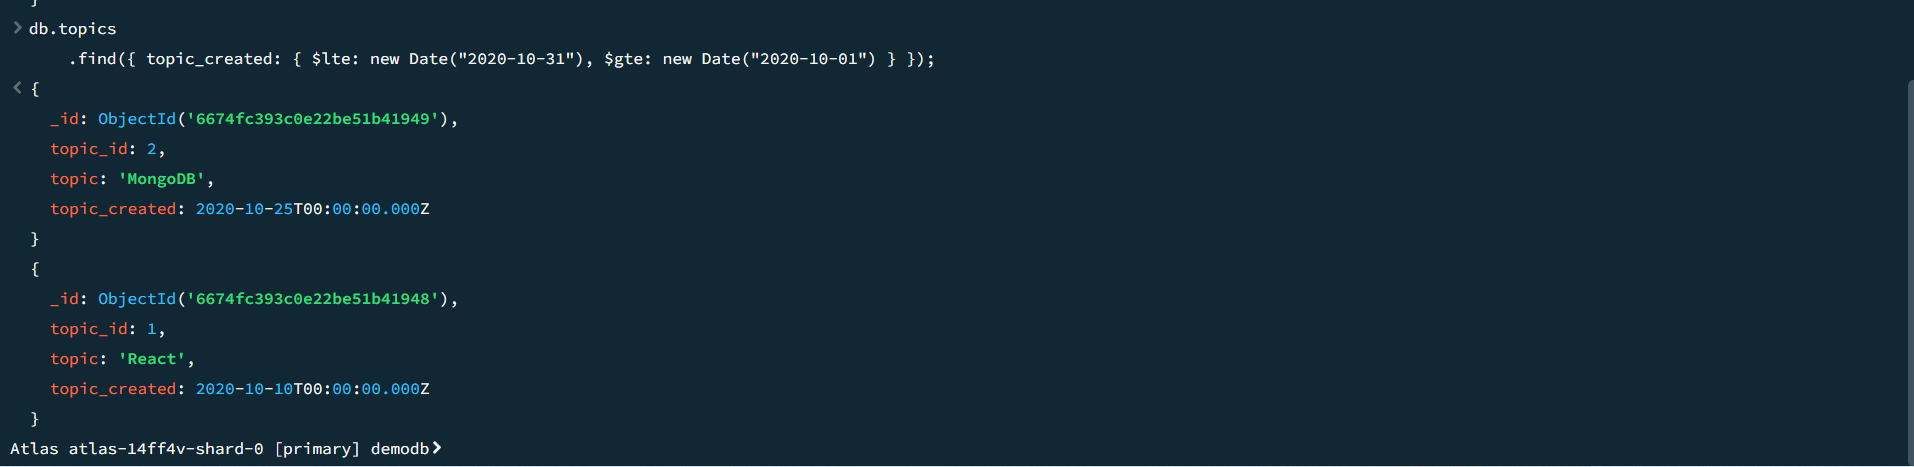 }
> db.topics
.find({ topic_created: { $lte: new Date("2020-10-31"), $gte: new Date("2020-10-01") } });
< {
_id: ObjectId('6674fc393c0e22be51b41949'),
topic_id: 2,
topic: 'MongoDB',
topic_created: 2020-10-25T00:00:00.000Z
}
{
_id: ObjectId('6674fc393c0e22be51b41948'),
topic_id: 1,
topic: 'React',
topic_created: 2020-10-10T00:00:00.000Z
}
Atlas atlas-14ff4v-shard-0 [primary] demodb>